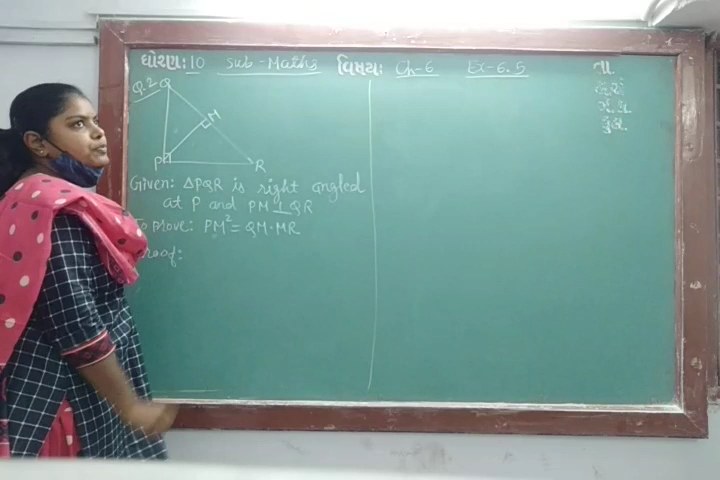 ધોરણ: 10 Sub-Maths વિષય: Ch-6 Ex-6.5 તા.
Q.2 Q
M
P R
Given: △PQR is right angled
at P and PM ⊥ QR
To prove: PM² = QM·MR
Proof: